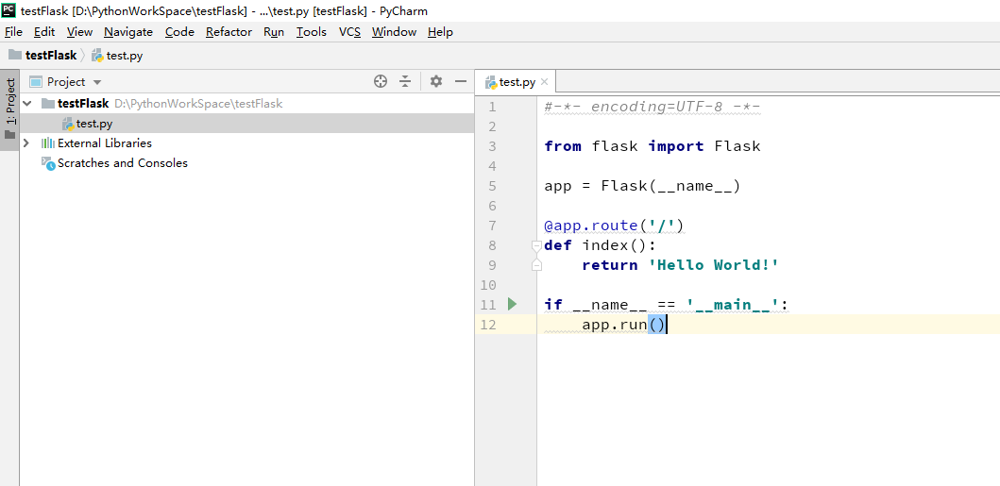 PC testFlask [D:\PythonWorkSpace\testFlask] - ...\test.py [testFlask] - PyCharm
File Edit View Navigate Code Refactor Run Tools VCS Window Help
testFlask test.py
1: Project
Project
testFlask D:\PythonWorkSpace\testFlask
test.py
External Libraries
Scratches and Consoles
test.py
1 #-*- encoding=UTF-8 -*-
2
3 from flask import Flask
4
5 app = Flask(__name__)
6
7 @app.route('/')
8 def index():
9 return 'Hello World!'
10
11 if __name__ == '__main__':
12 app.run()